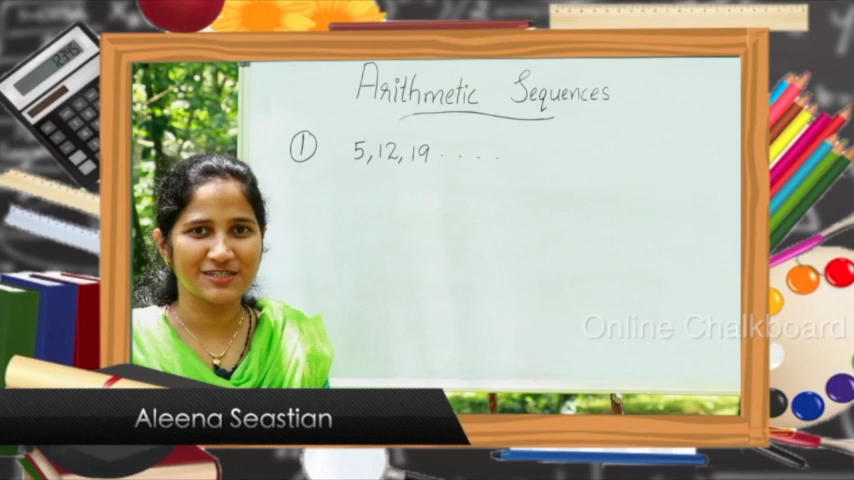 Arithmetic Sequences
① 5, 12, 19 . . . .
Online Chalkboard
Aleena Seastian